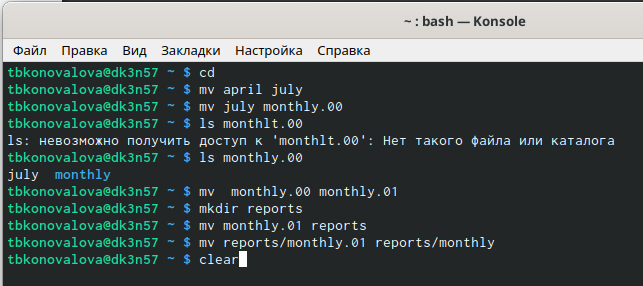 ~ : bash — Konsole
Файл Правка Вид Закладки Настройка Справка
tbkonovalova@dk3n57 ~ $ cd
tbkonovalova@dk3n57 ~ $ mv april july
tbkonovalova@dk3n57 ~ $ mv july monthly.00
tbkonovalova@dk3n57 ~ $ ls monthlt.00
ls: невозможно получить доступ к 'monthlt.00': Нет такого файла или каталога
tbkonovalova@dk3n57 ~ $ ls monthly.00
july  monthly
tbkonovalova@dk3n57 ~ $ mv  monthly.00 monthly.01
tbkonovalova@dk3n57 ~ $ mkdir reports
tbkonovalova@dk3n57 ~ $ mv monthly.01 reports
tbkonovalova@dk3n57 ~ $ mv reports/monthly.01 reports/monthly
tbkonovalova@dk3n57 ~ $ clear